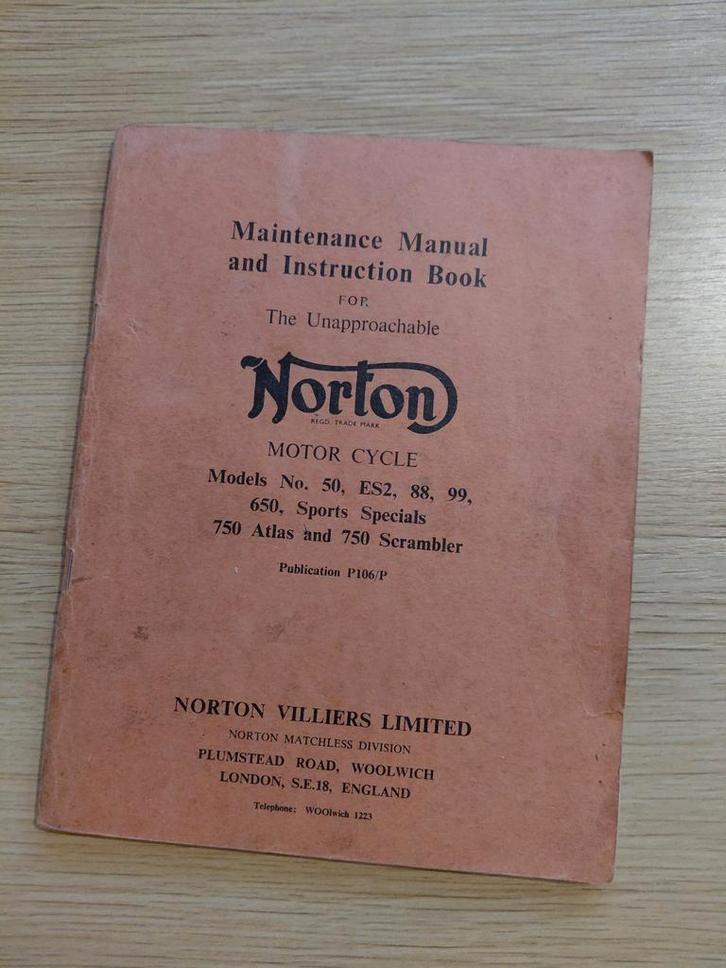 Maintenance Manual
and Instruction Book
FOR
The Unapproachable
Norton
REGD. TRADE MARK
MOTOR CYCLE
Models No. 50, ES2, 88, 99,
650, Sports Specials
750 Atlas and 750 Scrambler
Publication P106/P
NORTON VILLIERS LIMITED
NORTON MATCHLESS DIVISION
PLUMSTEAD ROAD, WOOLWICH
LONDON, S.E.18, ENGLAND
Telephone: WOOlwich 1223